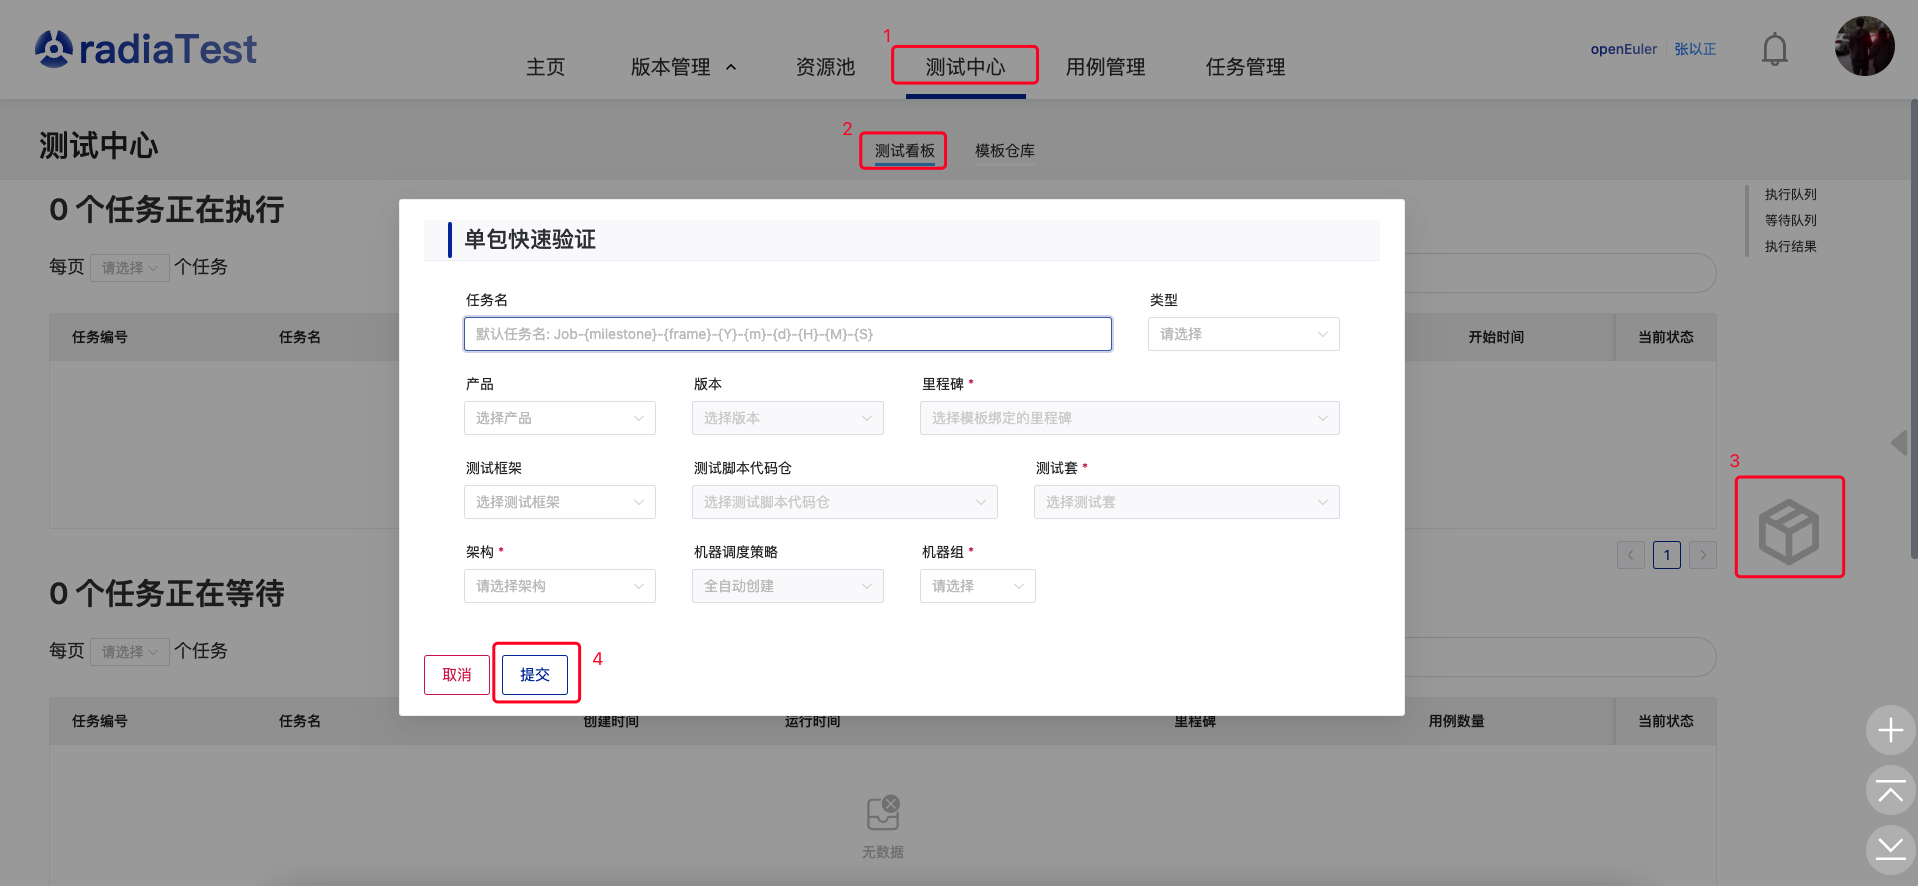 radiaTest
主页
版本管理
资源池
1
测试中心
用例管理
任务管理
openEuler
张以正
测试中心
2
测试看板
模板仓库
0 个任务正在执行
每页 请选择 个任务
执行队列
等待队列
执行结果
任务编号
任务名
开始时间
当前状态
单包快速验证
任务名
类型
默认任务名: Job-{milestone}-{frame}-{Y}-{m}-{d}-{H}-{M}-{S}
请选择
产品
版本
里程碑 *
选择产品
选择版本
选择模板绑定的里程碑
测试框架
测试脚本代码仓
测试套 *
选择测试框架
选择测试脚本代码仓
选择测试套
架构 *
机器调度策略
机器组 *
请选择架构
全自动创建
请选择
取消
提交
4
3
1
0 个任务正在等待
每页 请选择 个任务
任务编号
任务名
创建时间
运行时间
里程碑
用例数量
当前状态
无数据